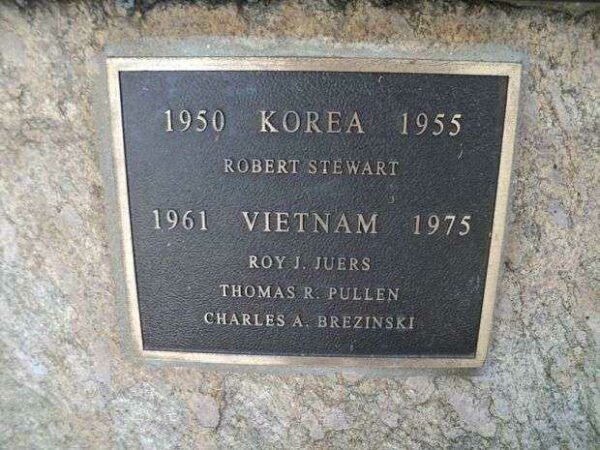 1950 KOREA 1955
ROBERT STEWART
1961 VIETNAM 1975
ROY J. JUERS
THOMAS R. PULLEN
CHARLES A. BREZINSKI